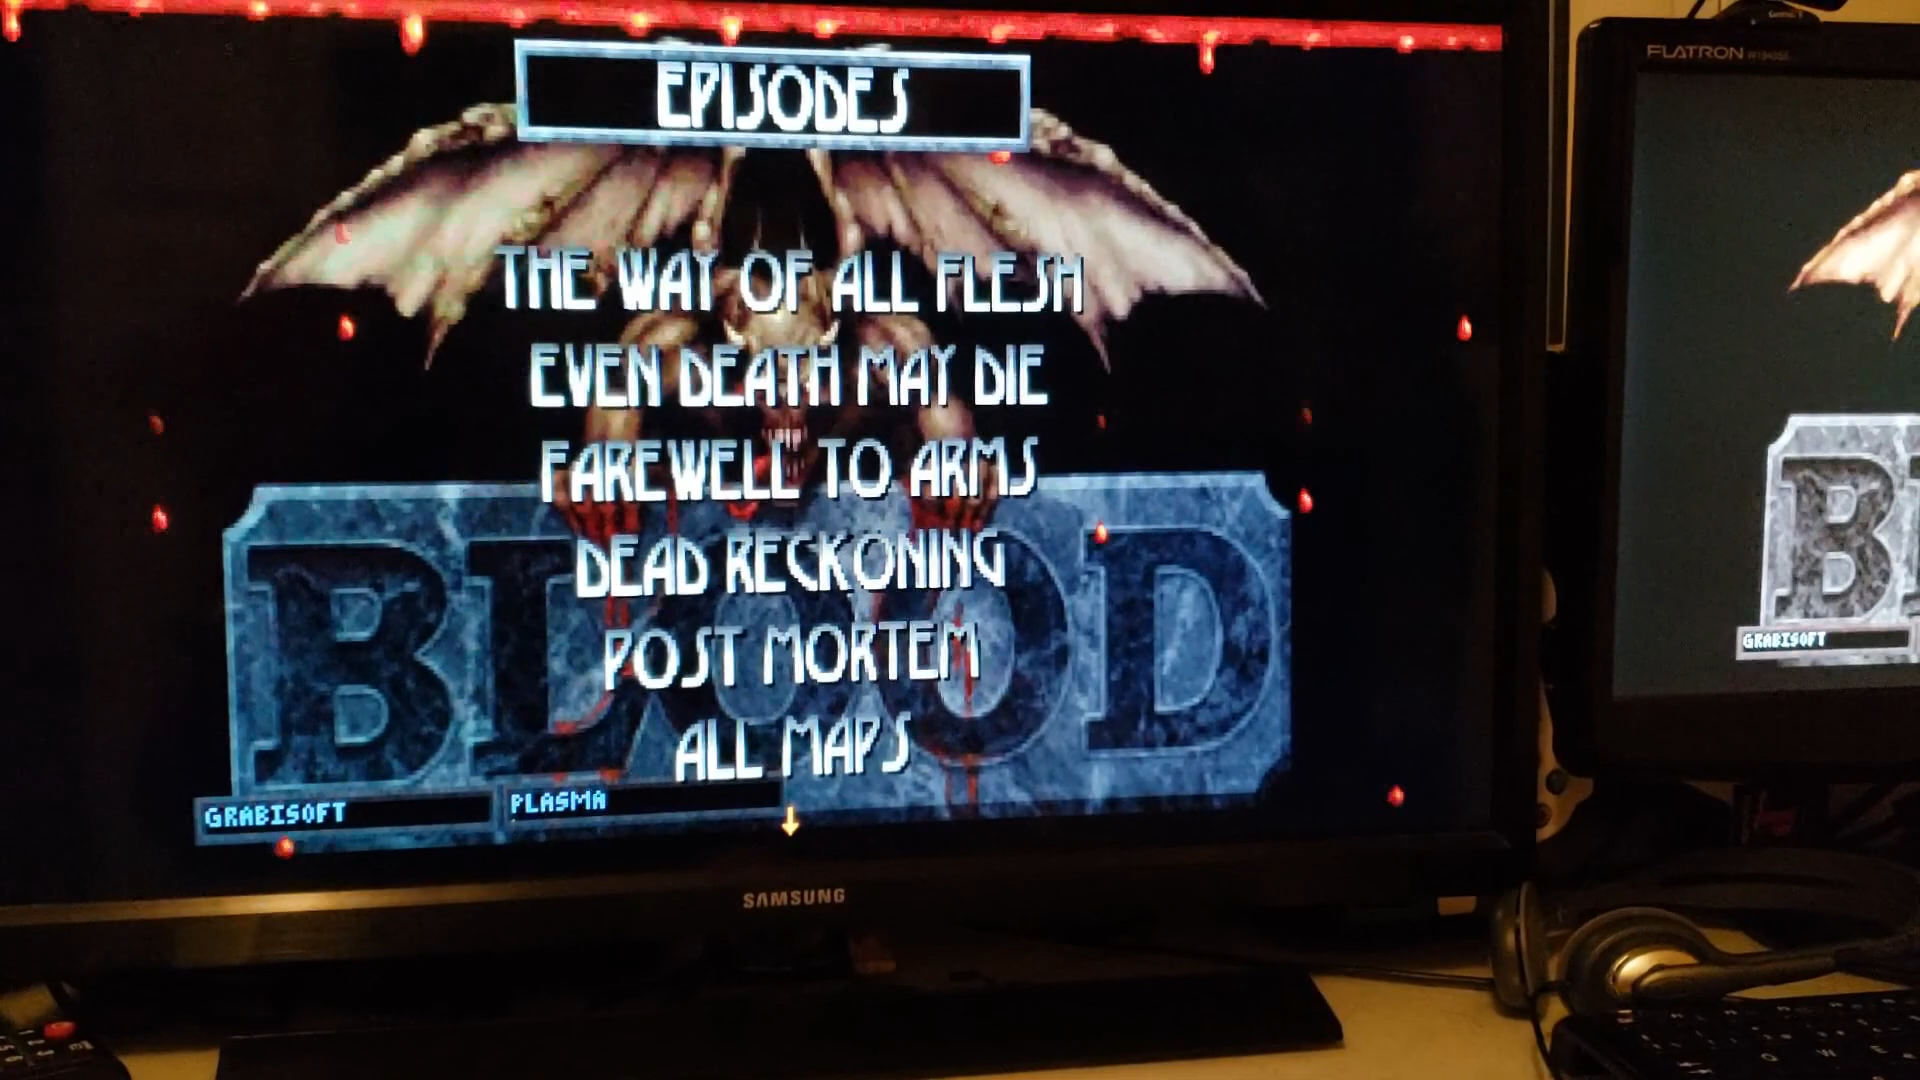 EPISODES
THE WAY OF ALL FLESH
EVEN DEATH MAY DIE
FAREWELL TO ARMS
DEAD RECKONING
POST MORTEM
ALL MAPS
BLOOD
GRABISOFT
PLASMA
SAMSUNG
FLATRON
B
GRABISOFT
Q W E